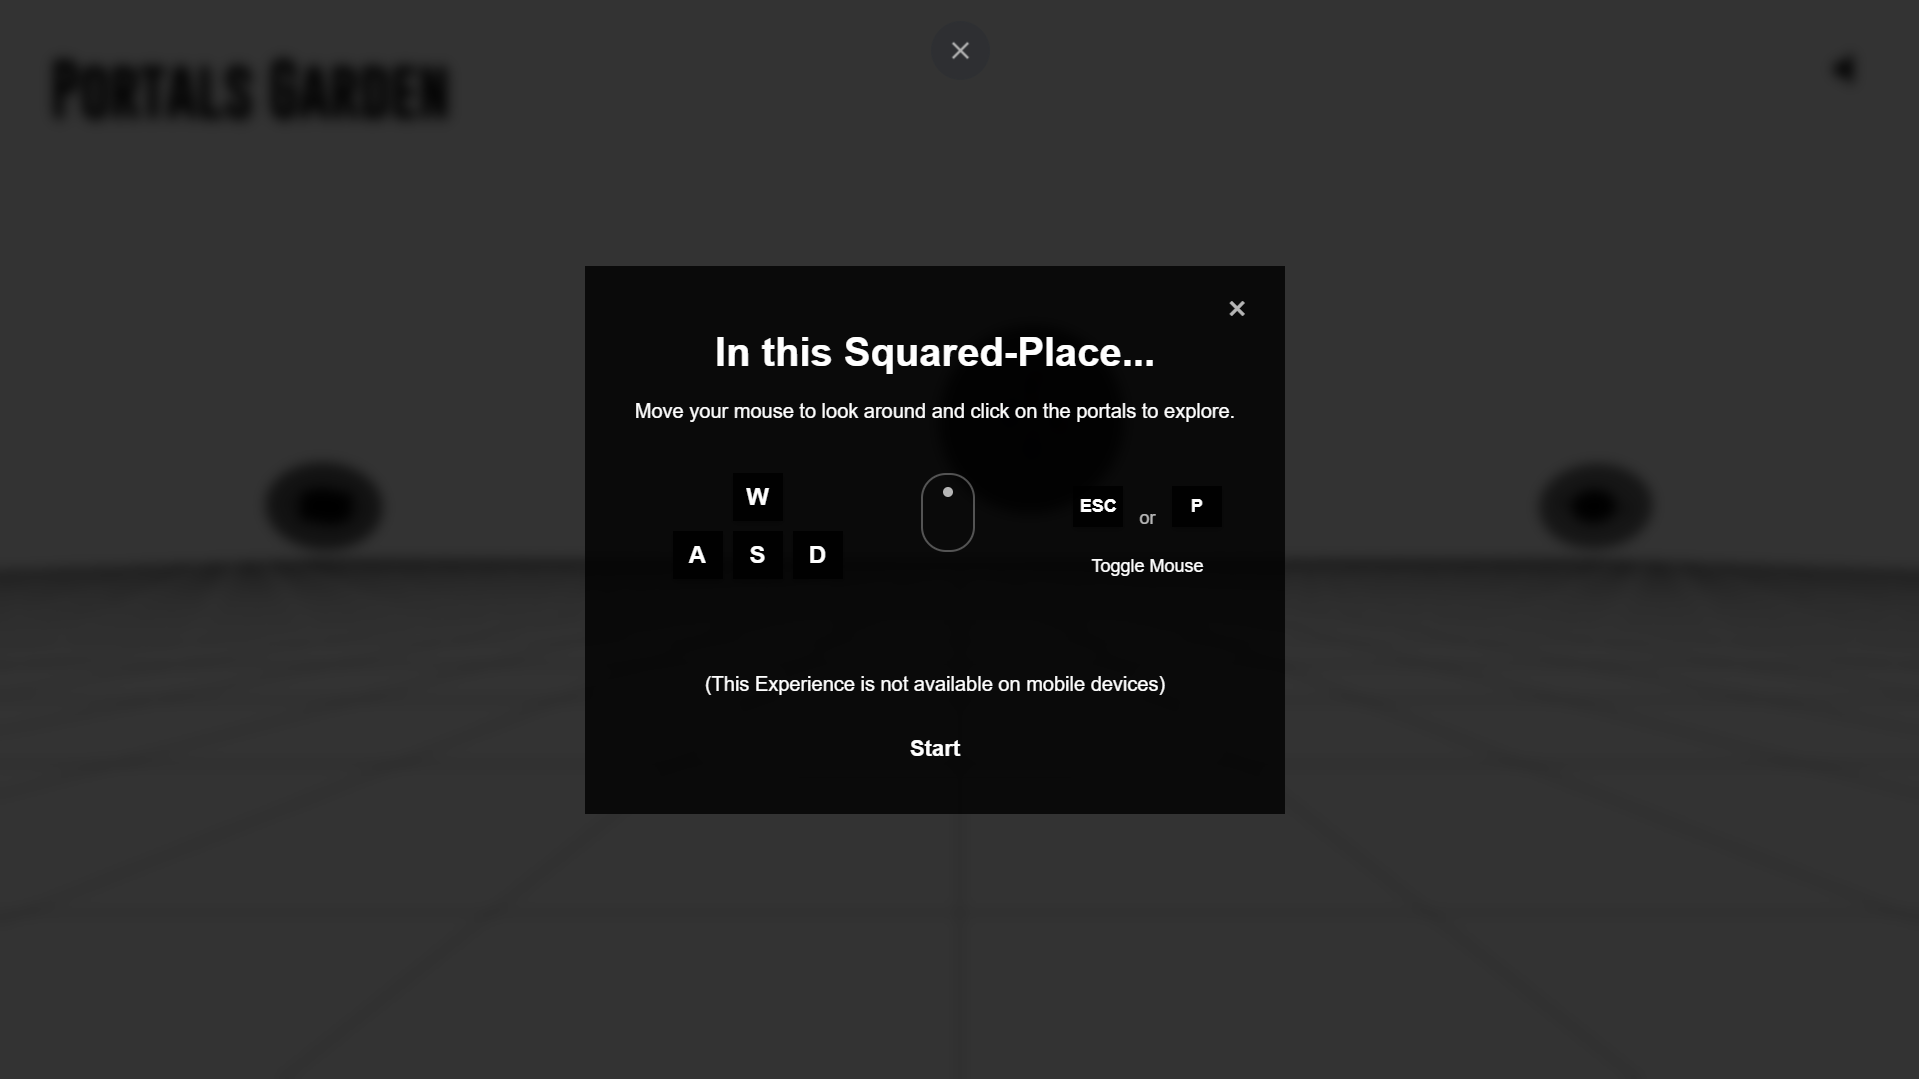 Portals Garden
In this Squared-Place...
Move your mouse to look around and click on the portals to explore.
W
A S D
ESC or P
Toggle Mouse
(This Experience is not available on mobile devices)
Start